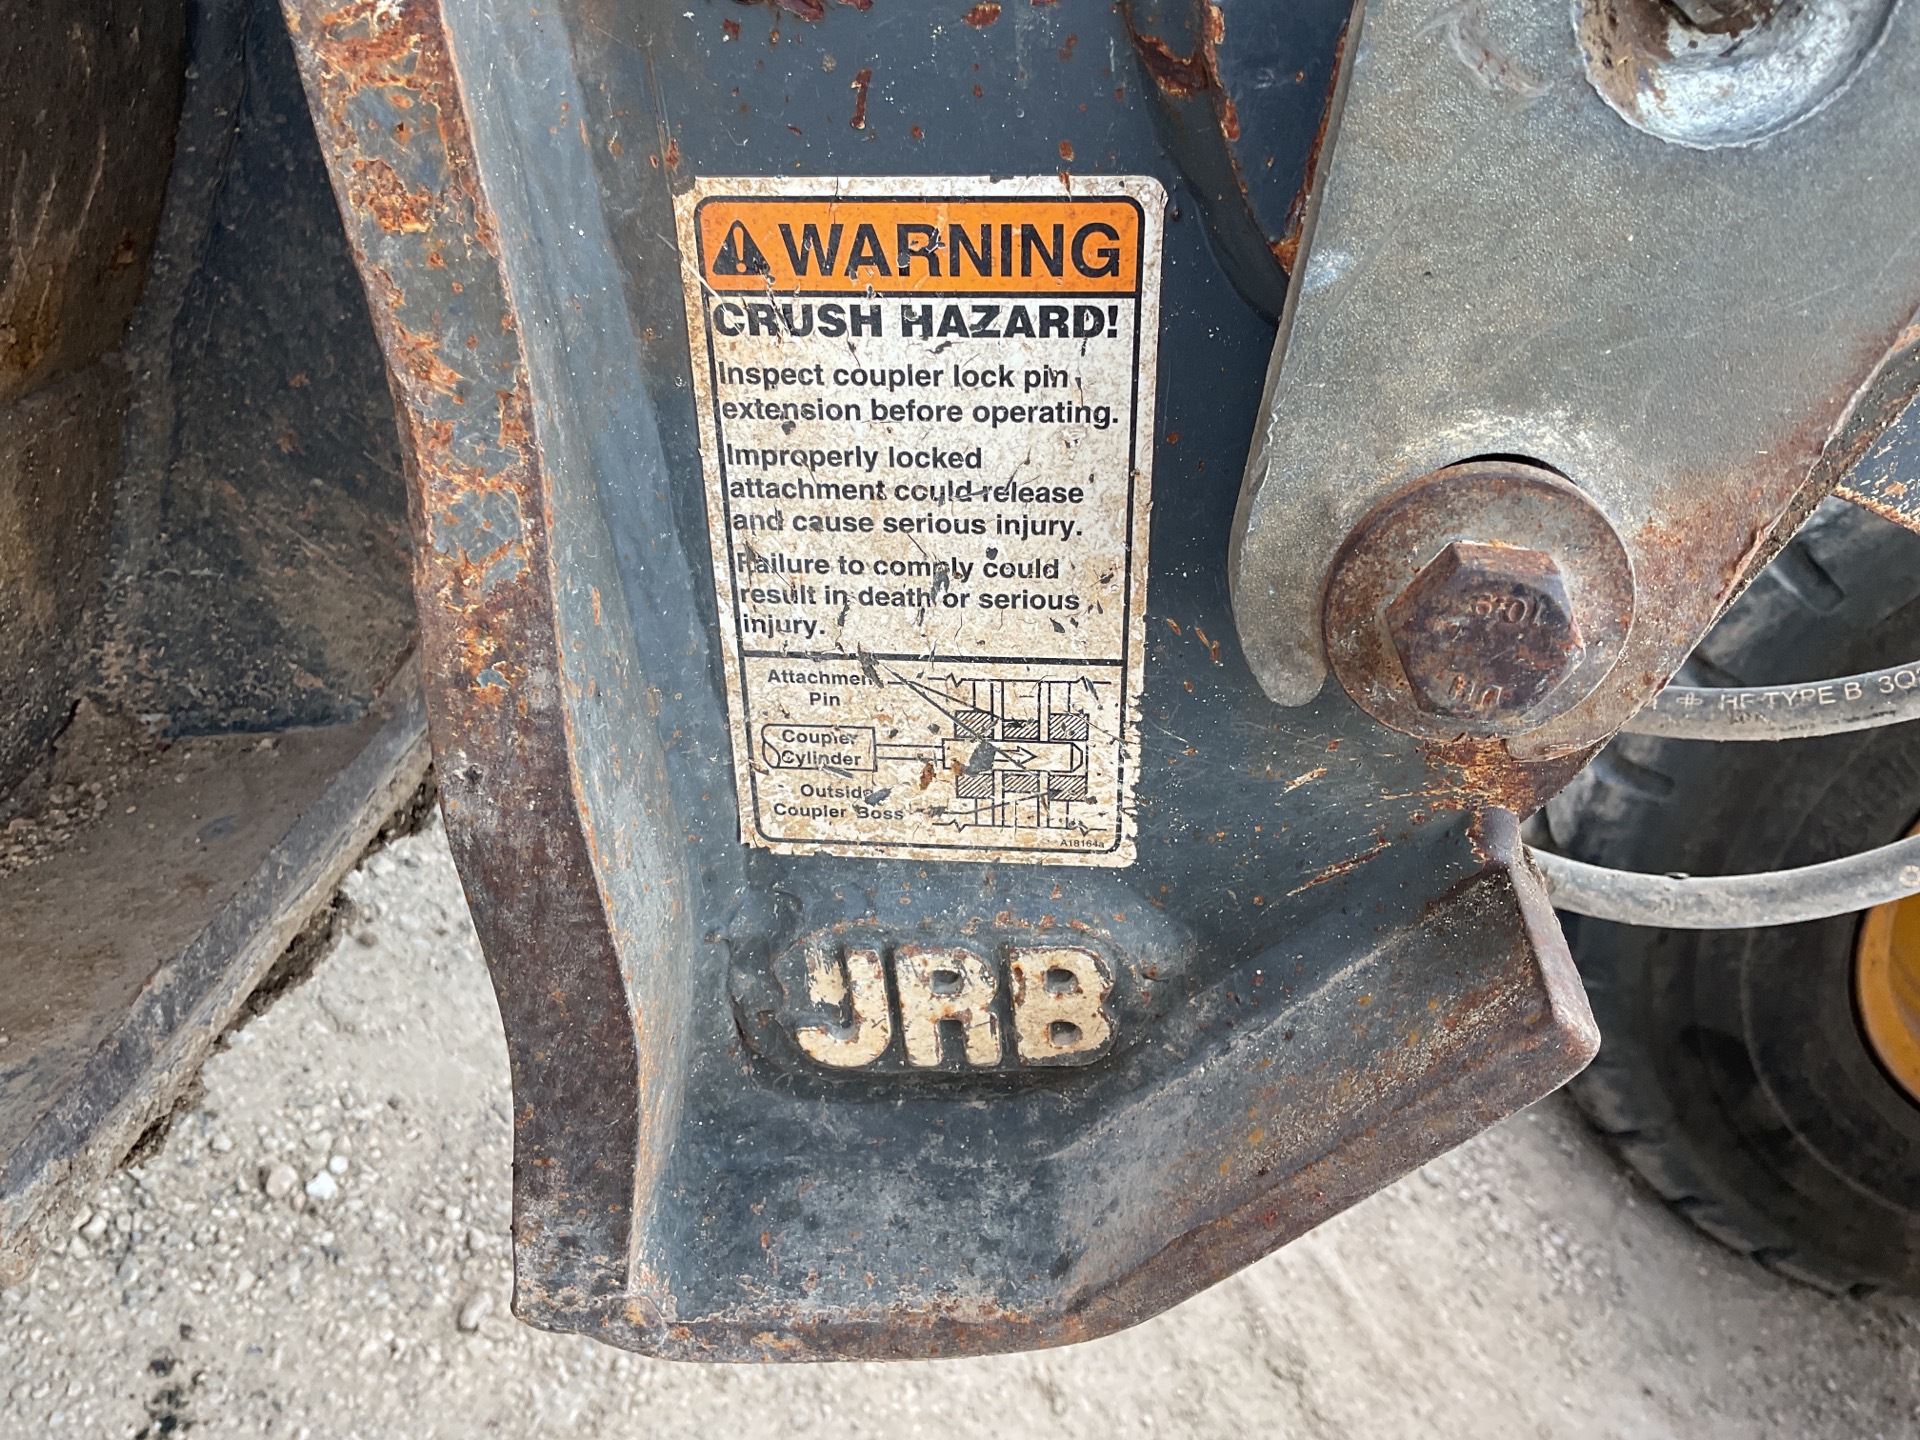 WARNING
CRUSH HAZARD!
Inspect coupler lock pin
extension before operating.
Improperly locked
attachment could release
and cause serious injury.
Failure to comply could
result in death or serious
injury.
Attachment
Pin
Coupler
Cylinder
Outside
Coupler Boss
A18164a
JRB
HF-TYPE B